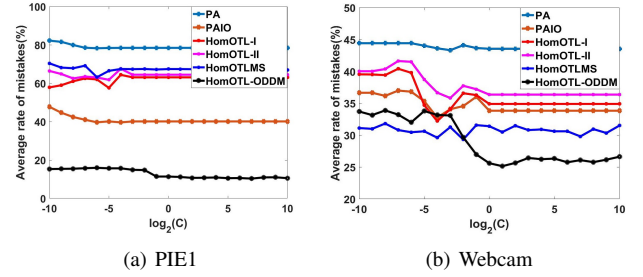 Average rate of mistakes(%)
100
80
60
40
20
0
-10
-5
0
5
10
log2(C)
PA
PAIO
HomOTL-I
HomOTL-II
HomOTLMS
HomOTL-ODDM
(a) PIE1
Average rate of mistakes(%)
50
45
40
35
30
25
20
-10
-5
0
5
10
log2(C)
PA
PAIO
HomOTL-I
HomOTL-II
HomOTLMS
HomOTL-ODDM
(b) Webcam